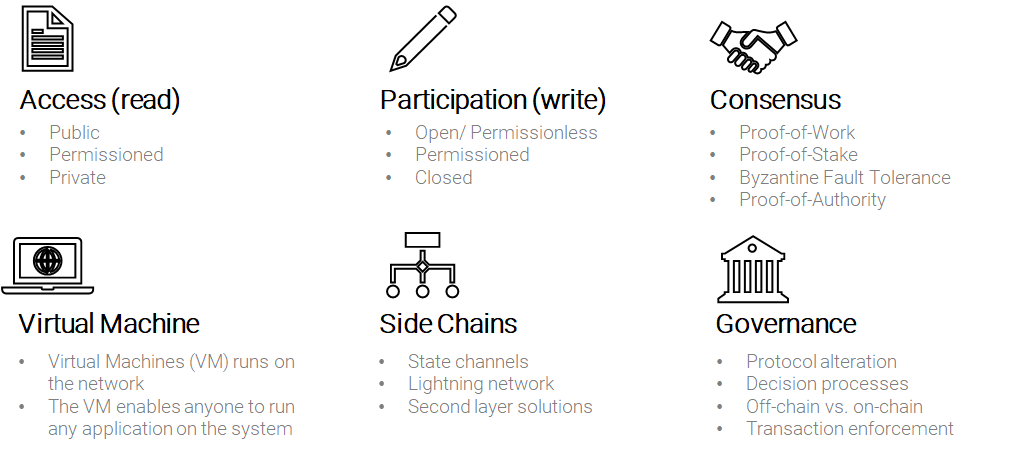 Access (read)
• Public
• Permissioned
• Private
Participation (write)
• Open/ Permissionless
• Permissioned
• Closed
Consensus
• Proof-of-Work
• Proof-of-Stake
• Byzantine Fault Tolerance
• Proof-of-Authority
Virtual Machine
• Virtual Machines (VM) runs on
the network
• The VM enables anyone to run
any application on the system
Side Chains
• State channels
• Lightning network
• Second layer solutions
Governance
• Protocol alteration
• Decision processes
• Off-chain vs. on-chain
• Transaction enforcement